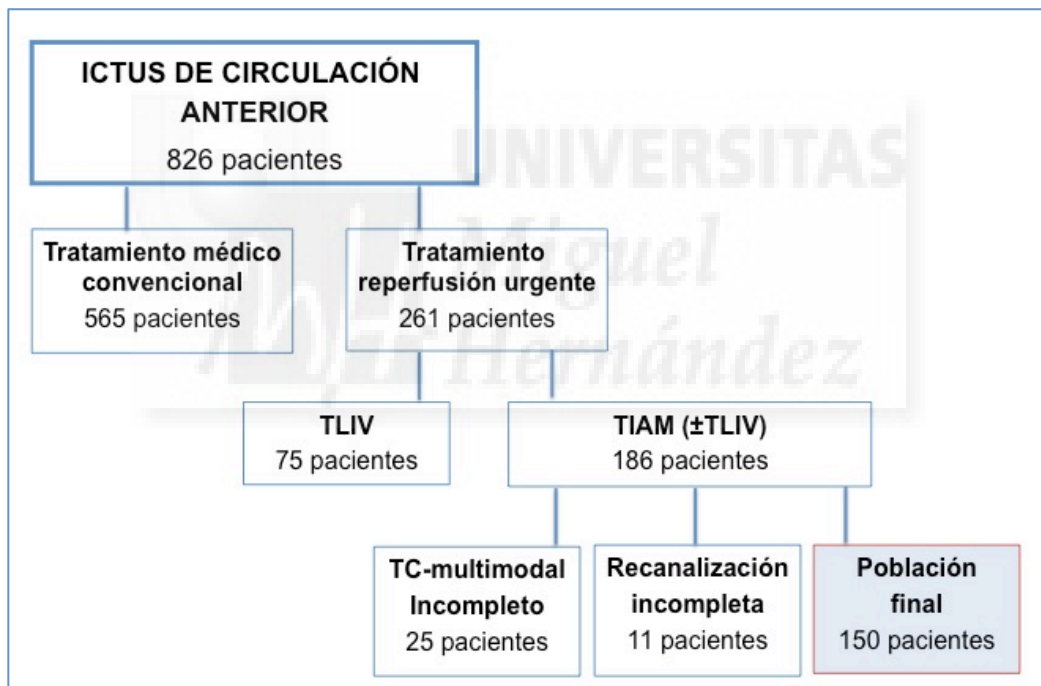 ICTUS DE CIRCULACIÓN
ANTERIOR
826 pacientes
UNIVERSITAS
Miguel
Hernández
Tratamiento médico
convencional
565 pacientes
Tratamiento
reperfusión urgente
261 pacientes
TLIV
75 pacientes
TIAM (±TLIV)
186 pacientes
TC-multimodal
Incompleto
25 pacientes
Recanalización
incompleta
11 pacientes
Población
final
150 pacientes